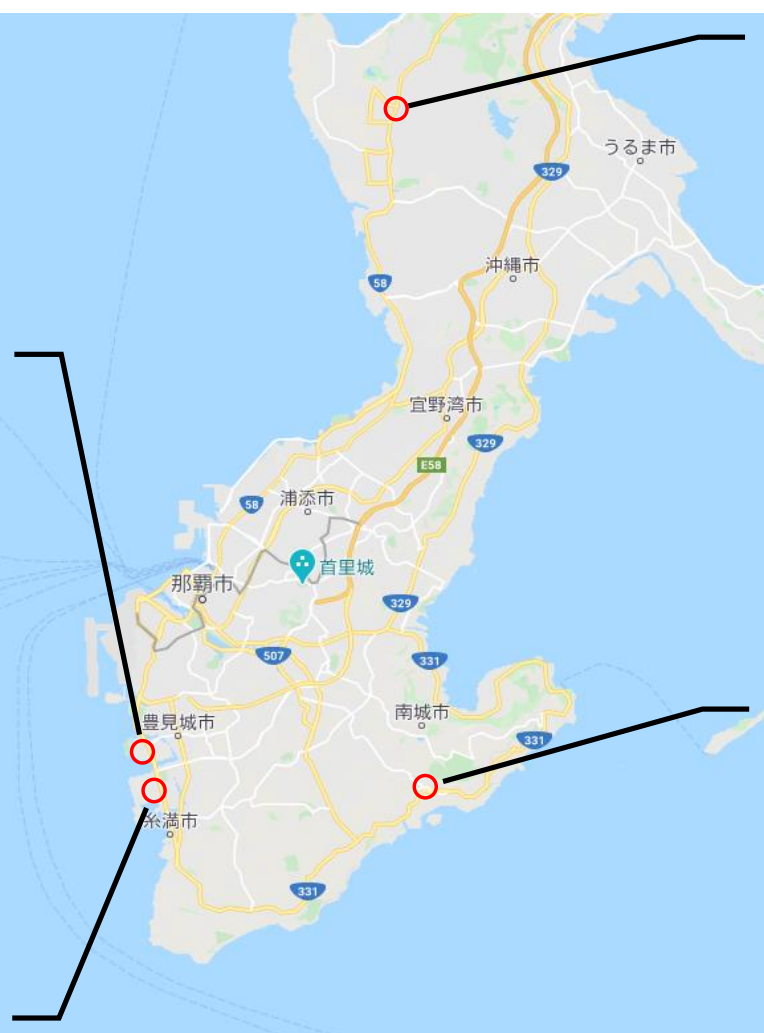 うるま市
329
沖縄市
58
宜野湾市
329
E58
浦添市
58
首里城
那覇市
329
507
331
南城市
豊見城市
331
糸満市
331